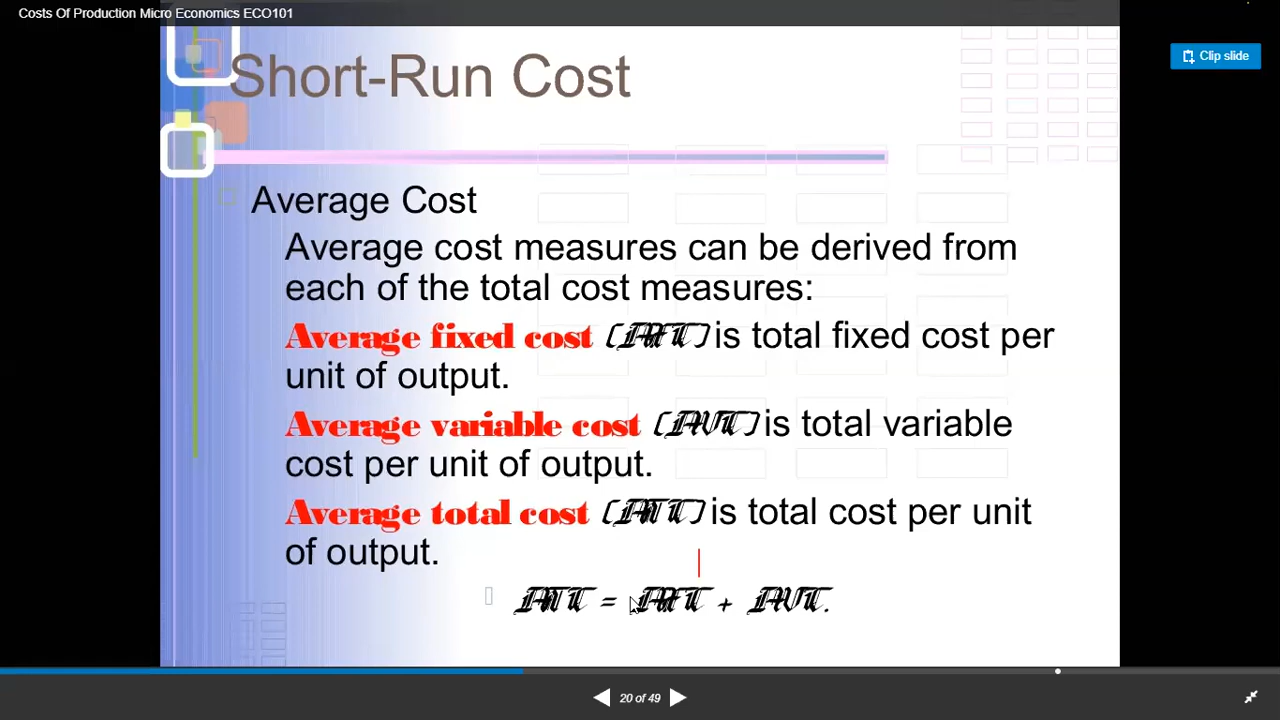 Costs Of Production Micro Economics ECO101
Clip slide
Short-Run Cost
Average Cost
Average cost measures can be derived from
each of the total cost measures:
Average fixed cost (AFC) is total fixed cost per
unit of output.
Average variable cost (AVC) is total variable
cost per unit of output.
Average total cost (ATC) is total cost per unit
of output.
ATC = AFC + AVC.
20 of 49